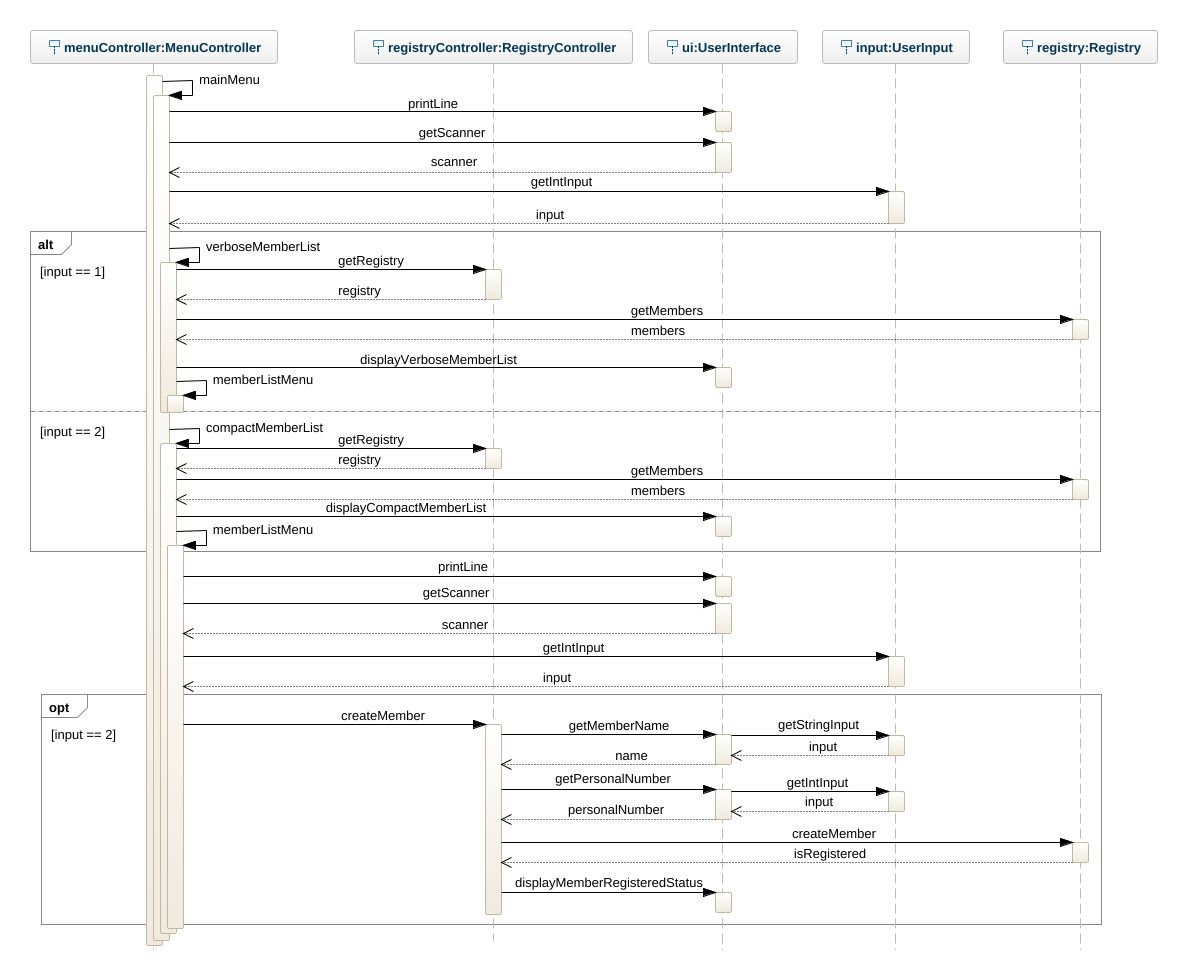 menuController:MenuController registryController:RegistryController ui:UserInterface input:UserInput registry:Registry
mainMenu
printLine
getScanner
scanner
getIntInput
input
alt
verboseMemberList
[input == 1]
getRegistry
registry
getMembers
members
displayVerboseMemberList
memberListMenu
[input == 2]
compactMemberList
getRegistry
registry
getMembers
members
displayCompactMemberList
memberListMenu
printLine
getScanner
scanner
getIntInput
input
opt
createMember
[input == 2]
getMemberName getStringInput
name input
getPersonalNumber getIntInput
personalNumber input
createMember
isRegistered
displayMemberRegisteredStatus